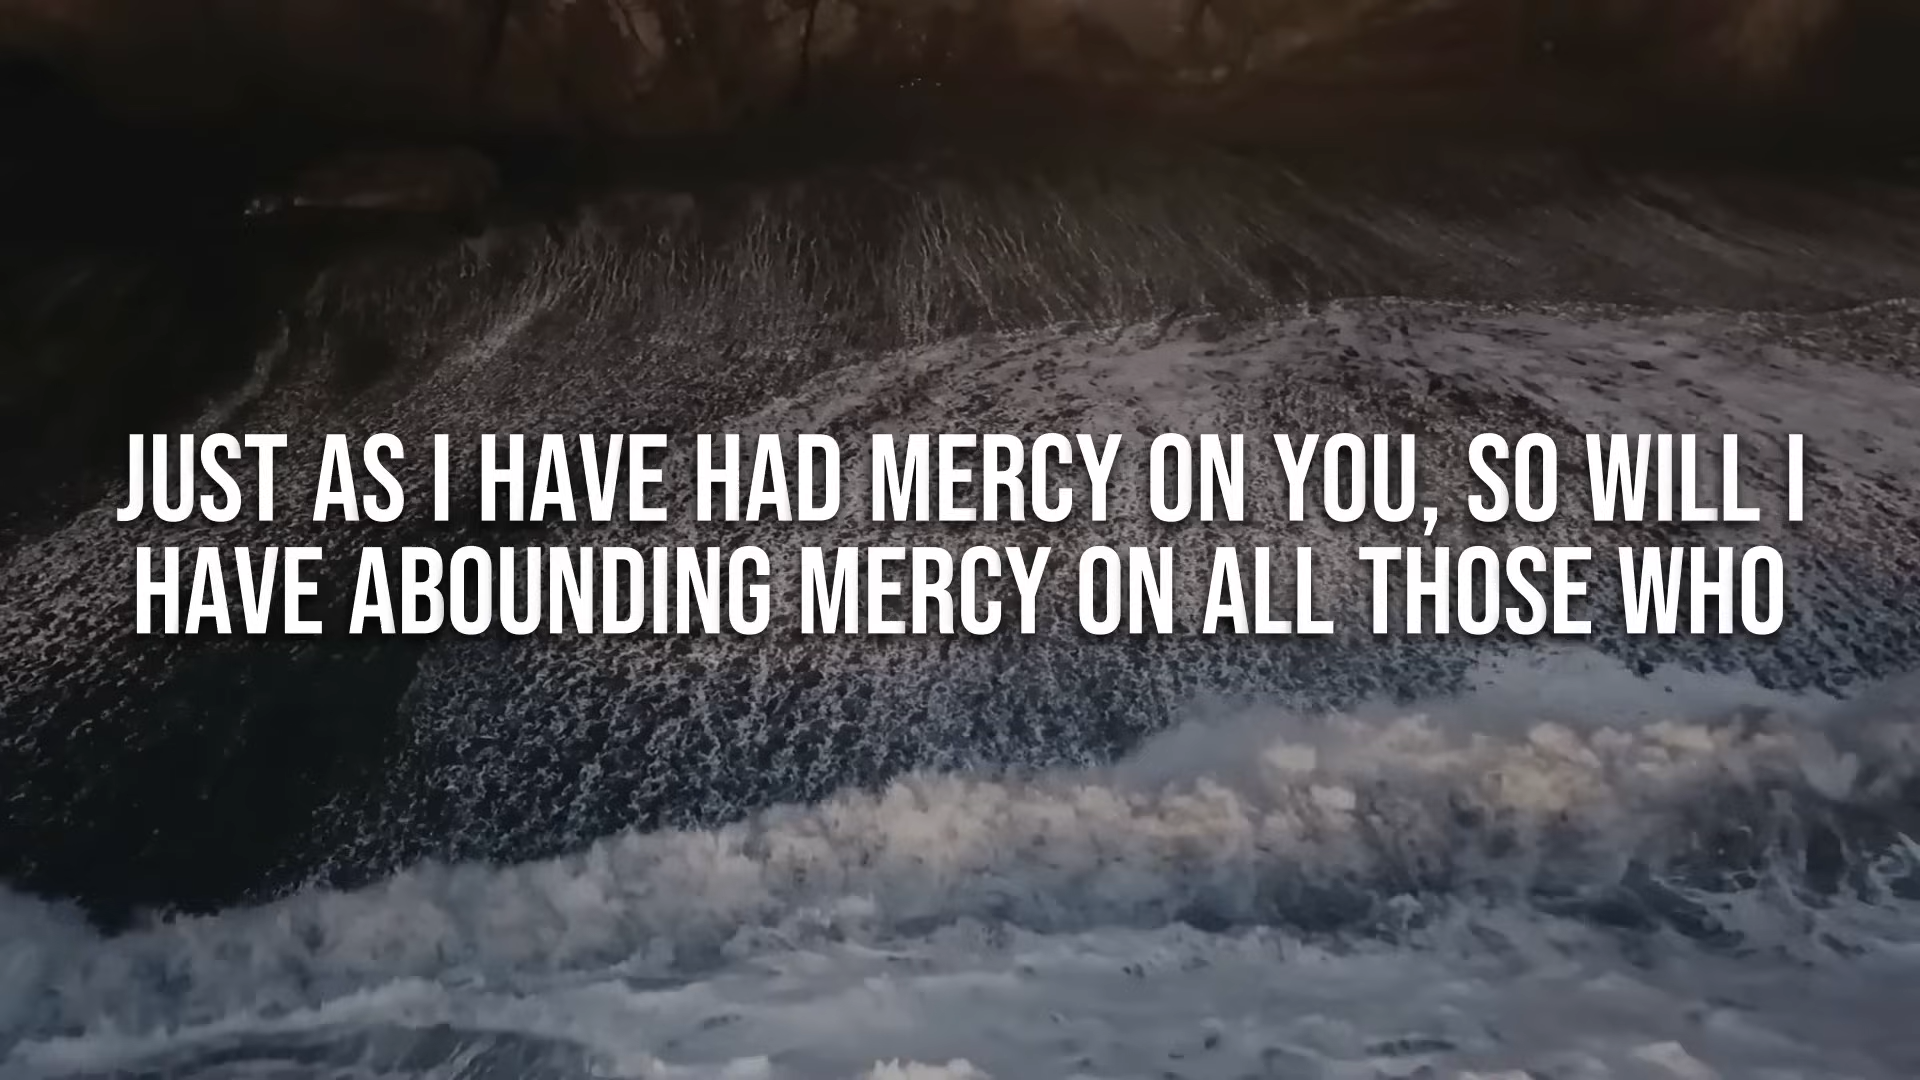 JUST AS I HAVE HAD MERCY ON YOU, SO WILL I
HAVE ABOUNDING MERCY ON ALL THOSE WHO